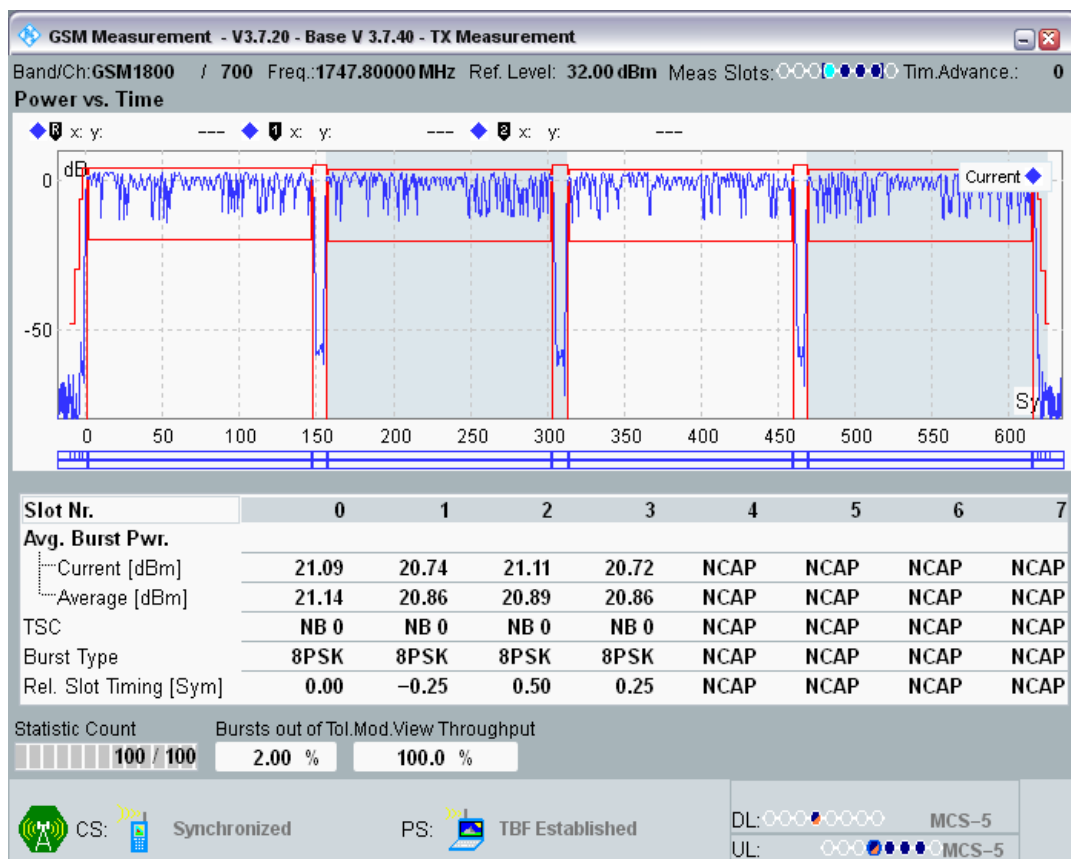 GSM Measurement - V3.7.20 - Base V 3.7.40 - TX Measurement
Band/Ch:GSM1800 / 700 Freq.:1747.80000 MHz Ref. Level: 32.00 dBm Meas Slots: Tim.Advance.: 0
Power vs. Time
R x: y: --- 1 x: y: --- 2 x: y: ---
dB
Current
0
-50
Sy
0 50 100 150 200 250 300 350 400 450 500 550 600
Slot Nr. 0 1 2 3 4 5 6 7
Avg. Burst Pwr.
Current [dBm] 21.09 20.74 21.11 20.72 NCAP NCAP NCAP NCAP
Average [dBm] 21.14 20.86 20.89 20.86 NCAP NCAP NCAP NCAP
TSC NB 0 NB 0 NB 0 NB 0 NCAP NCAP NCAP NCAP
Burst Type 8PSK 8PSK 8PSK 8PSK NCAP NCAP NCAP NCAP
Rel. Slot Timing [Sym] 0.00 −0.25 0.50 0.25 NCAP NCAP NCAP NCAP
Statistic Count Bursts out of Tol.Mod.View Throughput
100 / 100 2.00 % 100.0 %
CS: Synchronized PS: TBF Established
DL: MCS−5
UL: MCS−5